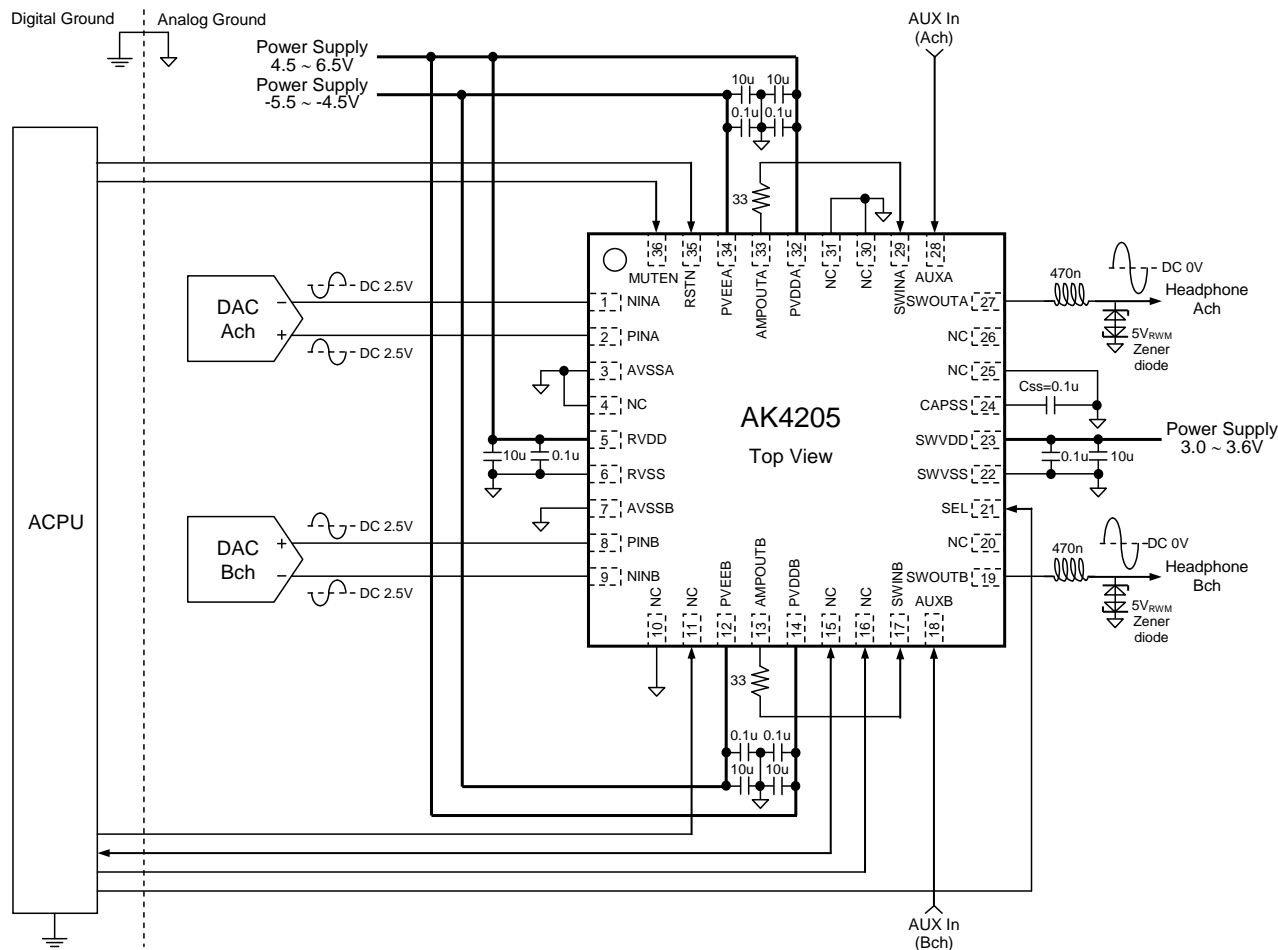 Digital Ground
Analog Ground
AUX In
(Ach)
Power Supply
4.5 ~ 6.5V
Power Supply
-5.5 ~ -4.5V
10u
10u
0.1u
0.1u
33
36
35
34
33
32
31
30
29
28
MUTEN
RSTN
PVEEA
AMPOUTA
PVDDA
NC
NC
SWINA
AUXA
DAC
Ach
−
+
DC 2.5V
DC 2.5V
1 NINA
2 PINA
3 AVSSA
4 NC
5 RVDD
6 RVSS
7 AVSSB
8 PINB
9 NINB
10u
0.1u
AK4205
Top View
SWOUTA 27
NC 26
NC 25
CAPSS 24
SWVDD 23
SWVSS 22
SEL 21
NC 20
SWOUTB 19
470n
DC 0V
Headphone
Ach
5VRWM
Zener
diode
Css=0.1u
Power Supply
3.0 ~ 3.6V
0.1u
10u
ACPU
DAC
Bch
+
−
DC 2.5V
DC 2.5V
470n
DC 0V
Headphone
Bch
5VRWM
Zener
diode
NC
NC
PVEEB
AMPOUTB
PVDDB
NC
NC
SWINB
AUXB
10
11
12
13
14
15
16
17
18
33
0.1u
0.1u
10u
10u
AUX In
(Bch)